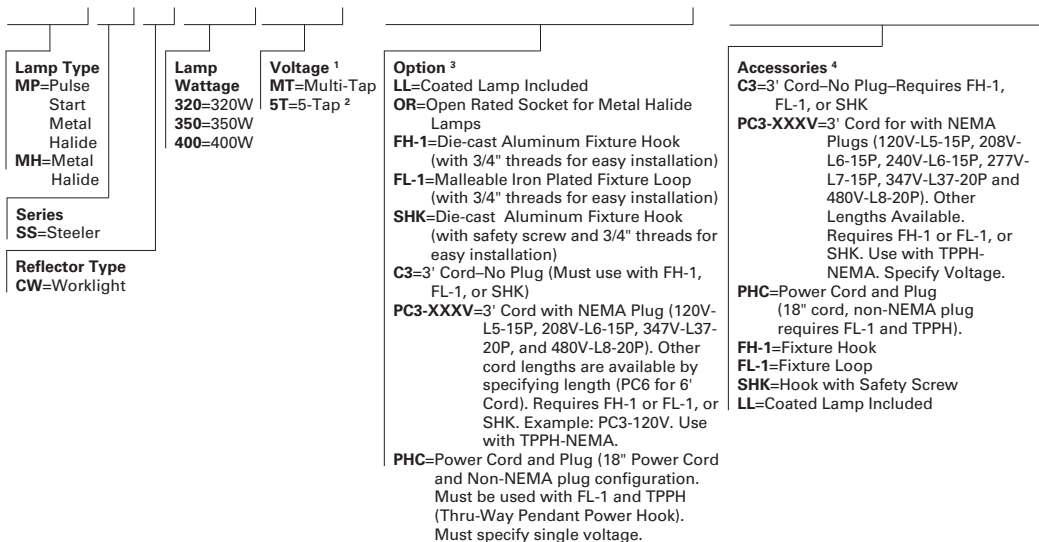 Lamp Type
MP=Pulse
Start
Metal
Halide
MH=Metal
Halide
Series
SS=Steeler
Reflector Type
CW=Worklight
Lamp
Wattage
320=320W
350=350W
400=400W
Voltage ¹
MT=Multi-Tap
5T=5-Tap ²
Option ³
LL=Coated Lamp Included
OR=Open Rated Socket for Metal Halide
Lamps
FH-1=Die-cast Aluminum Fixture Hook
(with 3/4" threads for easy installation)
FL-1=Malleable Iron Plated Fixture Loop
(with 3/4" threads for easy installation)
SHK=Die-cast Aluminum Fixture Hook
(with safety screw and 3/4" threads for
easy installation)
C3=3' Cord–No Plug (Must use with FH-1,
FL-1, or SHK)
PC3-XXXV=3' Cord with NEMA Plug (120V-
L5-15P, 208V-L6-15P, 347V-L37-
20P, and 480V-L8-20P). Other
cord lengths are available by
specifying length (PC6 for 6'
Cord). Requires FH-1 or FL-1, or
SHK. Example: PC3-120V. Use
with TPPH-NEMA.
PHC=Power Cord and Plug (18" Power Cord
and Non-NEMA plug configuration.
Must be used with FL-1 and TPPH
(Thru-Way Pendant Power Hook).
Must specify single voltage.
Accessories ⁴
C3=3' Cord–No Plug–Requires FH-1,
FL-1, or SHK
PC3-XXXV=3' Cord for with NEMA
Plugs (120V-L5-15P, 208V-
L6-15P, 240V-L6-15P, 277V-
L7-15P, 347V-L37-20P and
480V-L8-20P). Other
Lengths Available.
Requires FH-1 or FL-1, or
SHK. Use with TPPH-
NEMA. Specify Voltage.
PHC=Power Cord and Plug
(18" cord, non-NEMA plug
requires FL-1 and TPPH).
FH-1=Fixture Hook
FL-1=Fixture Loop
SHK=Hook with Safety Screw
LL=Coated Lamp Included